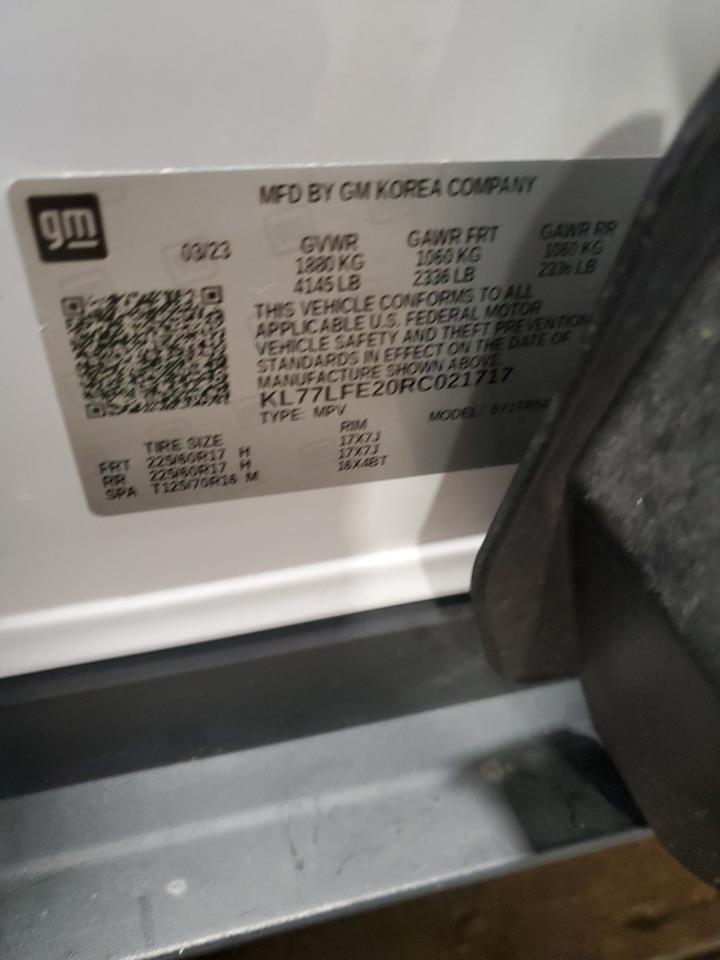 gm
MFD BY GM KOREA COMPANY
03/23
GVWR
1880 KG
4145 LB
GAWR FRT
1060 KG
2336 LB
GAWR RR
1060 KG
2336 LB
THIS VEHICLE CONFORMS TO ALL
APPLICABLE U.S. FEDERAL MOTOR
VEHICLE SAFETY AND THEFT PREVENTION
STANDARDS IN EFFECT ON THE DATE OF
MANUFACTURE SHOWN ABOVE.
KL77LFE20RC021717
TYPE: MPV
MODEL:
TIRE SIZE
RIM
FRT 225/60R17 H 17X7J
RR 225/60R17 H 17X7J
SPA T125/70R16 M 16X4BT